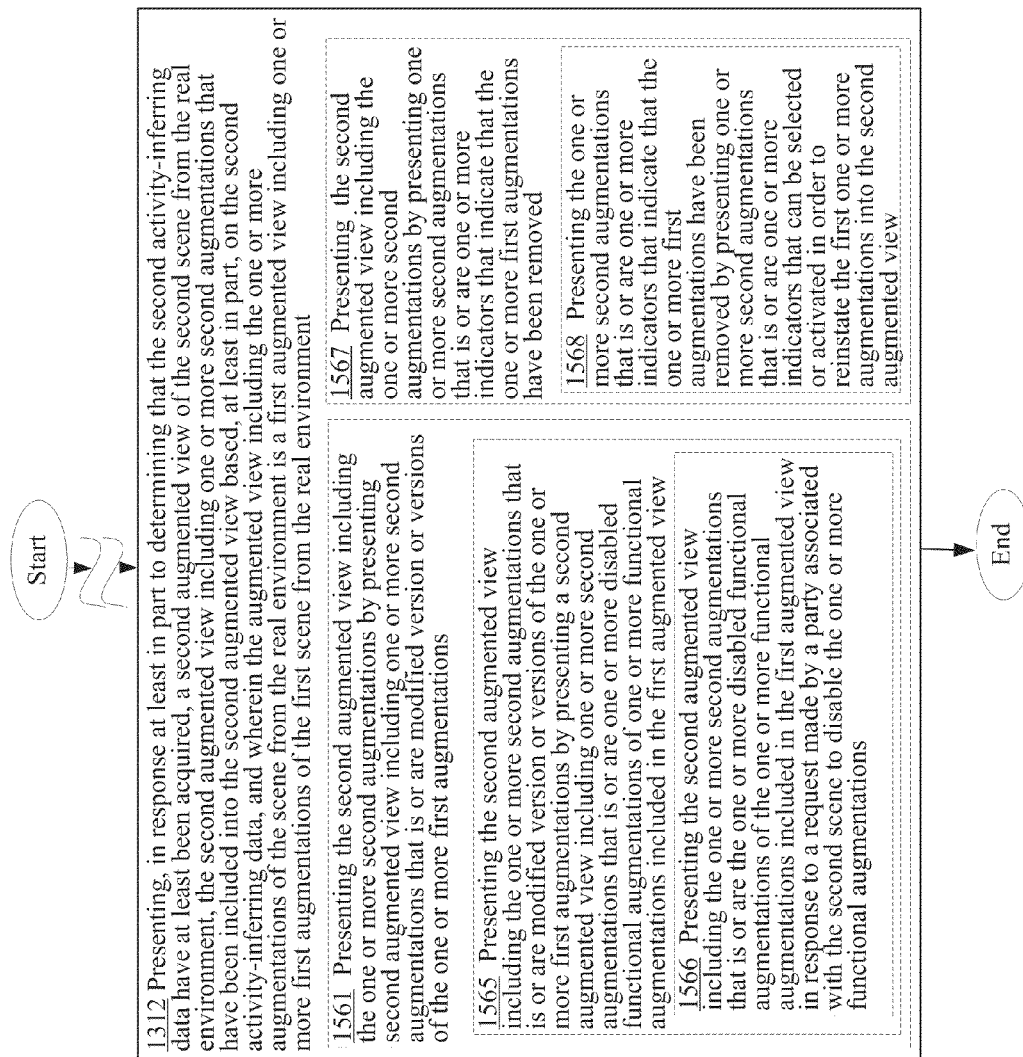 Start
1312 Presenting, in response at least in part to determining that the second activity-inferring
data have at least been acquired, a second augmented view of the second scene from the real
environment, the second augmented view including one or more second augmentations that
have been included into the second augmented view based, at least in part, on the second
activity-inferring data, and wherein the augmented view including the one or more
augmentations of the scene from the real environment is a first augmented view including one or
more first augmentations of the first scene from the real environment
1561 Presenting the second augmented view including
the one or more second augmentations by presenting
second augmented view including one or more second
augmentations that is or are modified version or versions
of the one or more first augmentations
1565 Presenting the second augmented view
including the one or more second augmentations that
is or are modified version or versions of the one or
more first augmentations by presenting a second
augmented view including one or more second
augmentations that is or are one or more disabled
functional augmentations of one or more functional
augmentations included in the first augmented view
1566 Presenting the second augmented view
including the one or more second augmentations
that is or are the one or more disabled functional
augmentations of the one or more functional
augmentations included in the first augmented view
in response to a request made by a party associated
with the second scene to disable the one or more
functional augmentations
1567 Presenting the second
augmented view including the
one or more second
augmentations by presenting one
or more second augmentations
that is or are one or more
indicators that indicate that the
one or more first augmentations
have been removed
1568 Presenting the one or
more second augmentations
that is or are one or more
indicators that indicate that the
one or more first
augmentations have been
removed by presenting one or
more second augmentations
that is or are one or more
indicators that can be selected
or activated in order to
reinstate the first one or more
augmentations into the second
augmented view
End